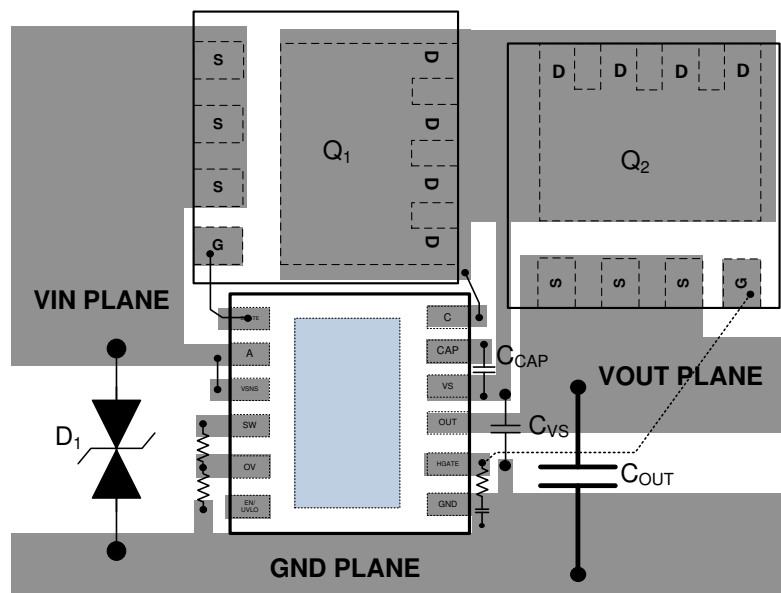 S
S
S
G
Q1
D
D
D
D
D D D D
Q2
S S S G
VIN PLANE
A
VSNS
SW
OV
EN/
UVLO
C
CAP
VS
OUT
HGATE
GND
CCAP
CVS
VOUT PLANE
D1
COUT
GND PLANE